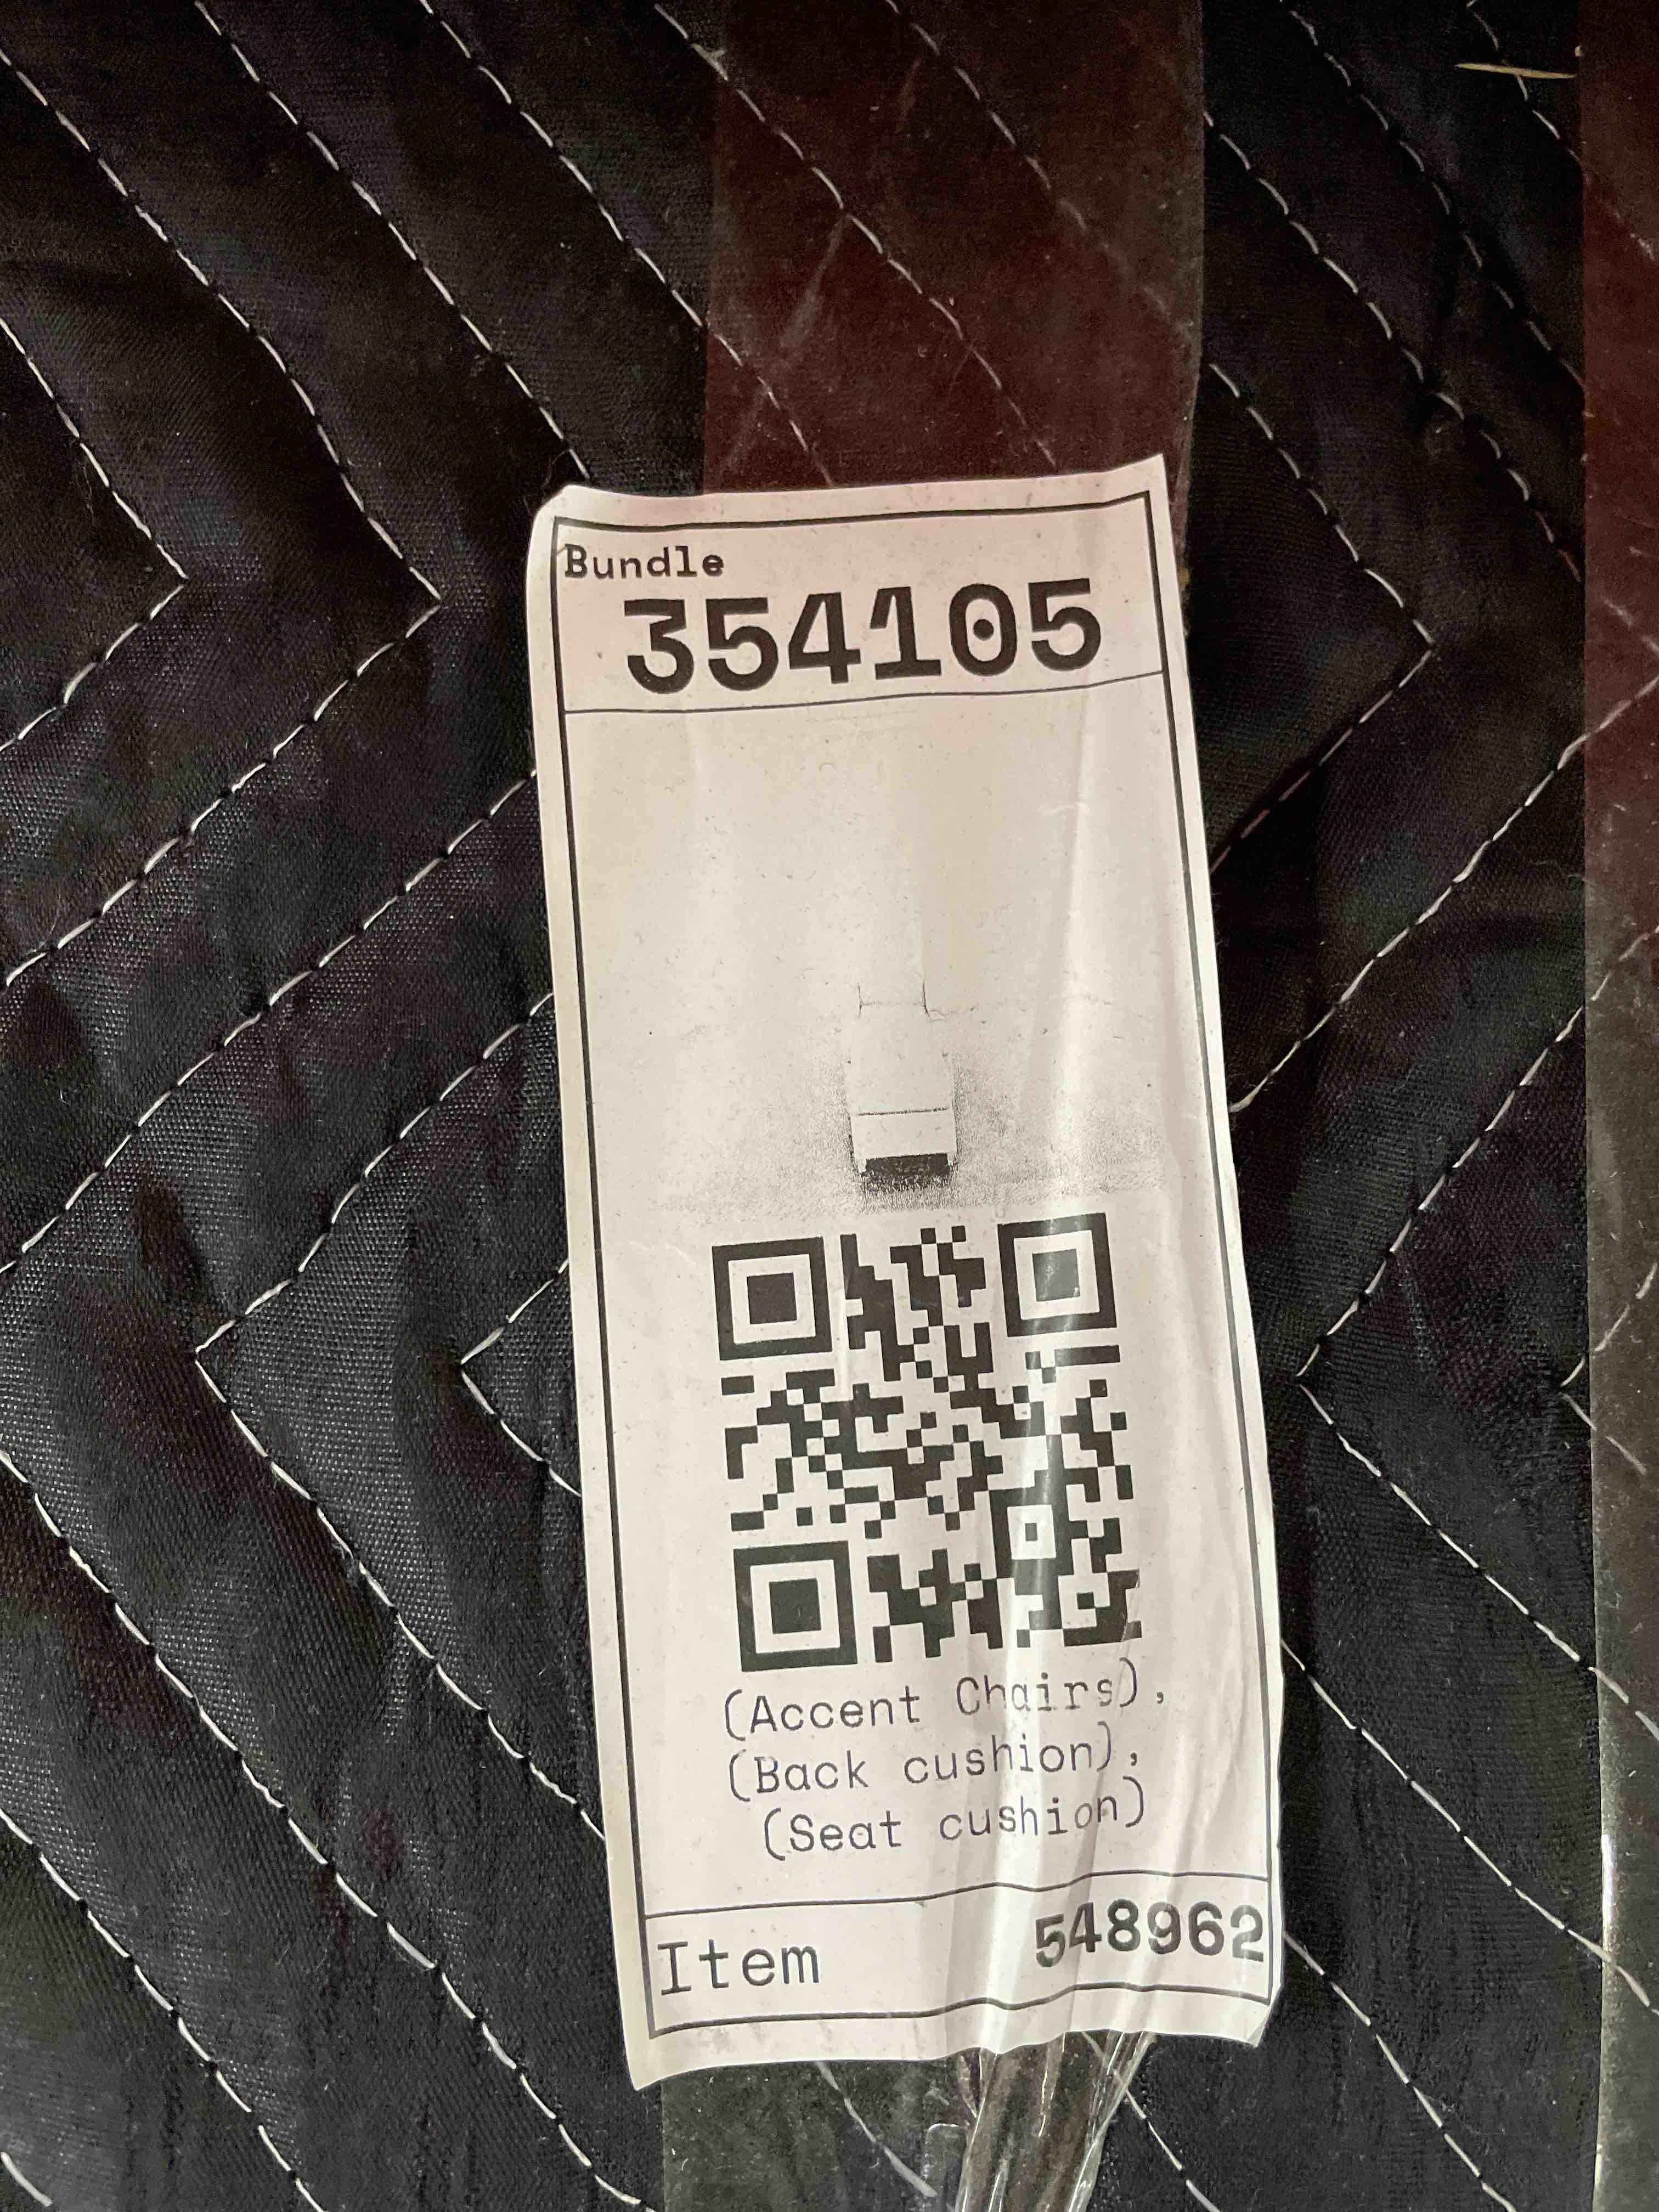 Bundle
354105
(Accent Chairs),
(Back cushion),
(Seat cushion)
Item 548962